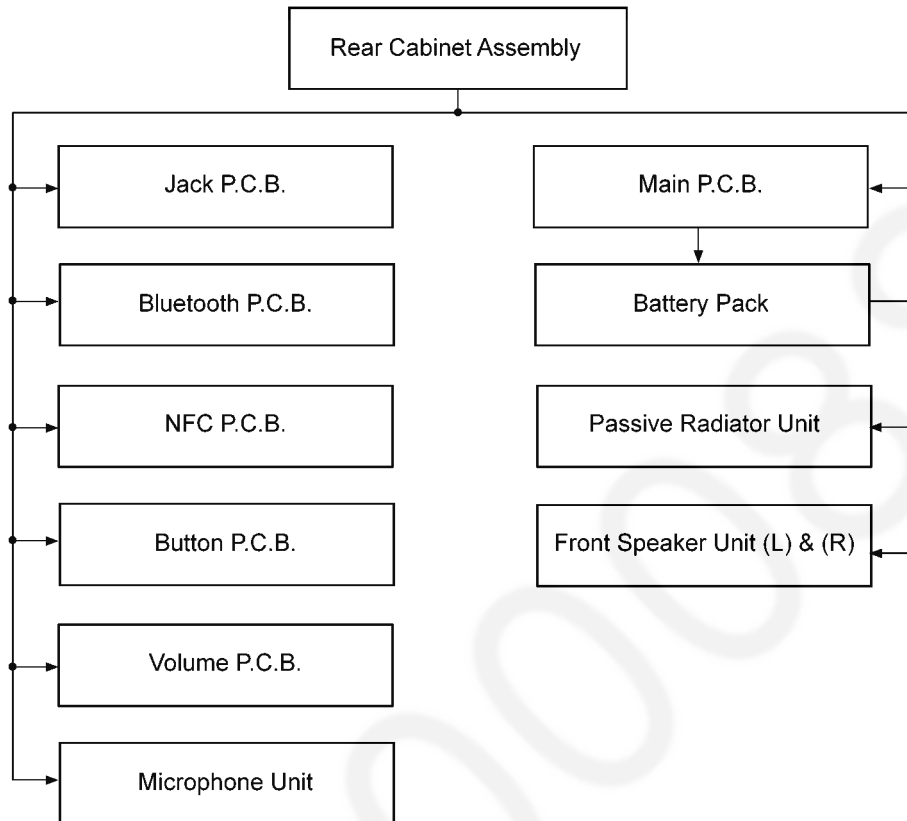 Rear Cabinet Assembly
Jack P.C.B.
Bluetooth P.C.B.
NFC P.C.B.
Button P.C.B.
Volume P.C.B.
Microphone Unit
Main P.C.B.
Battery Pack
Passive Radiator Unit
Front Speaker Unit (L) & (R)